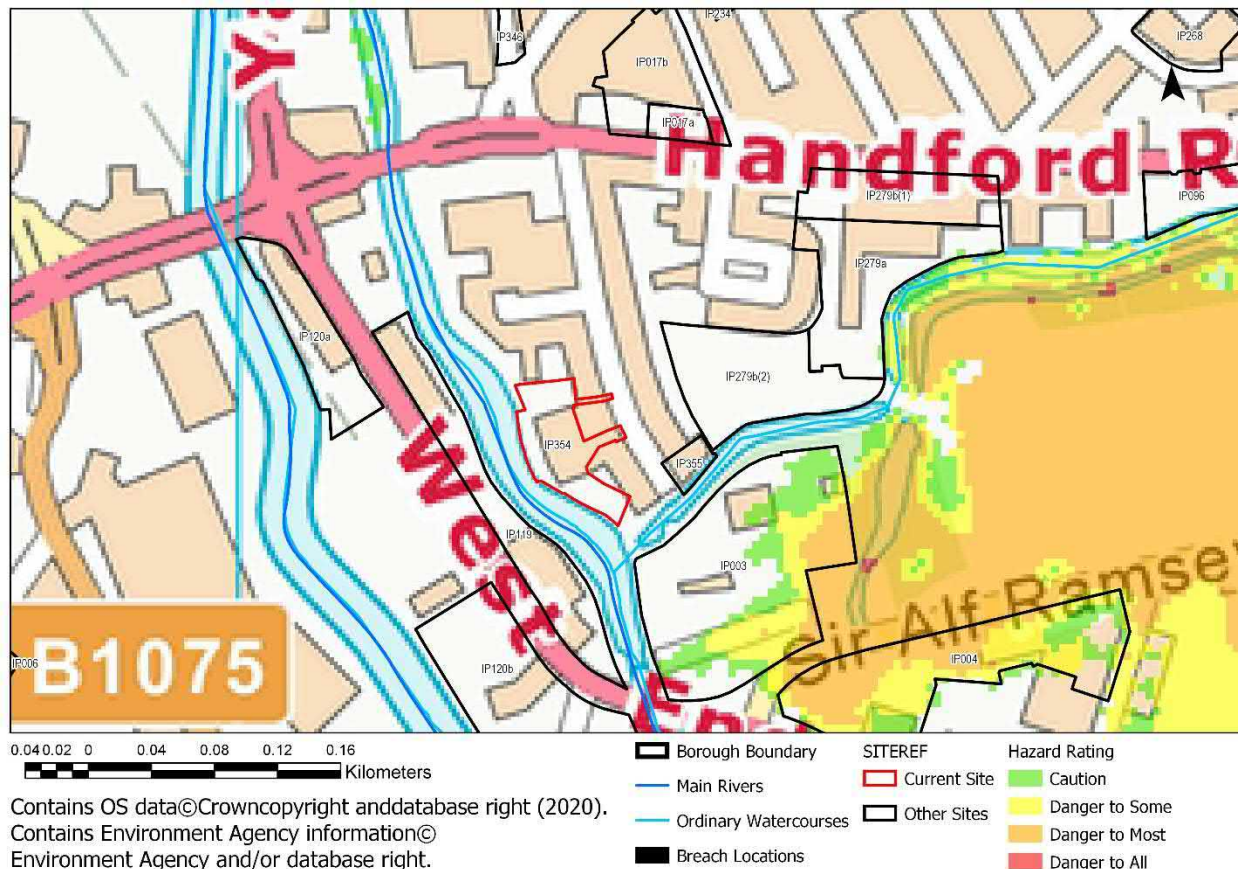 IP346
IP234
IP268
IP017b
IP017a
Handford R
IP279b(1)
IP096
IP279a
IP120a
IP279b(2)
IP354
IP355
West
IP119
IP003
Sir Alf Ramsey
IP004
IP006
B1075
IP120b
0.04 0.02 0 0.04 0.08 0.12 0.16
Kilometers
Contains OS data©Crowncopyright anddatabase right (2020).
Contains Environment Agency information©
Environment Agency and/or database right.
Borough Boundary
Main Rivers
Ordinary Watercourses
Breach Locations
SITEREF
Current Site
Other Sites
Hazard Rating
Caution
Danger to Some
Danger to Most
Danger to All